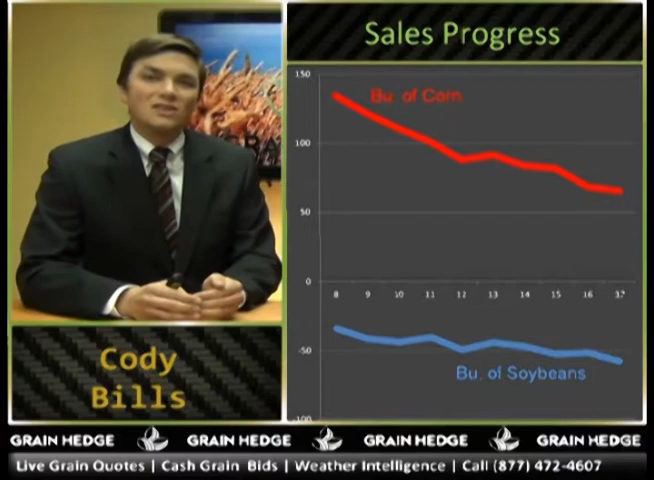 Sales Progress
150
Bu. of Corn
100
50
0
8 9 10 11 12 13 14 15 16 17
-50
Bu. of Soybeans
-100
Cody
Bills
GRAIN HEDGE GRAIN HEDGE GRAIN HEDGE GRAIN HEDGE
Live Grain Quotes | Cash Grain Bids | Weather Intelligence | Call (877) 472-4607